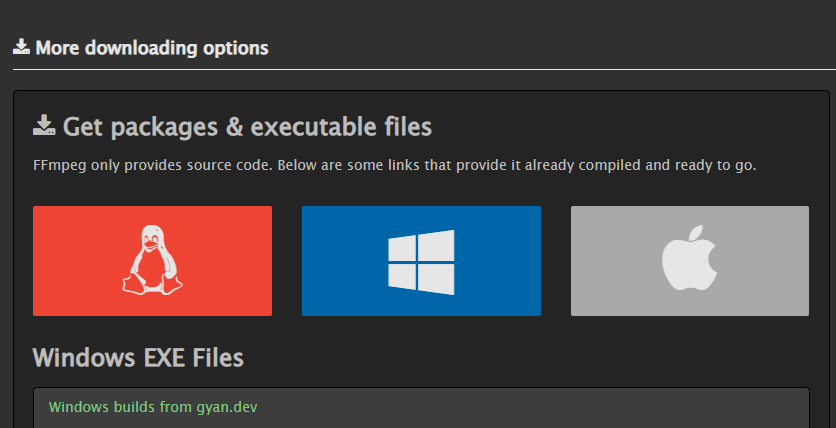 More downloading options
Get packages & executable files
FFmpeg only provides source code. Below are some links that provide it already compiled and ready to go.
Windows EXE Files
Windows builds from gyan.dev